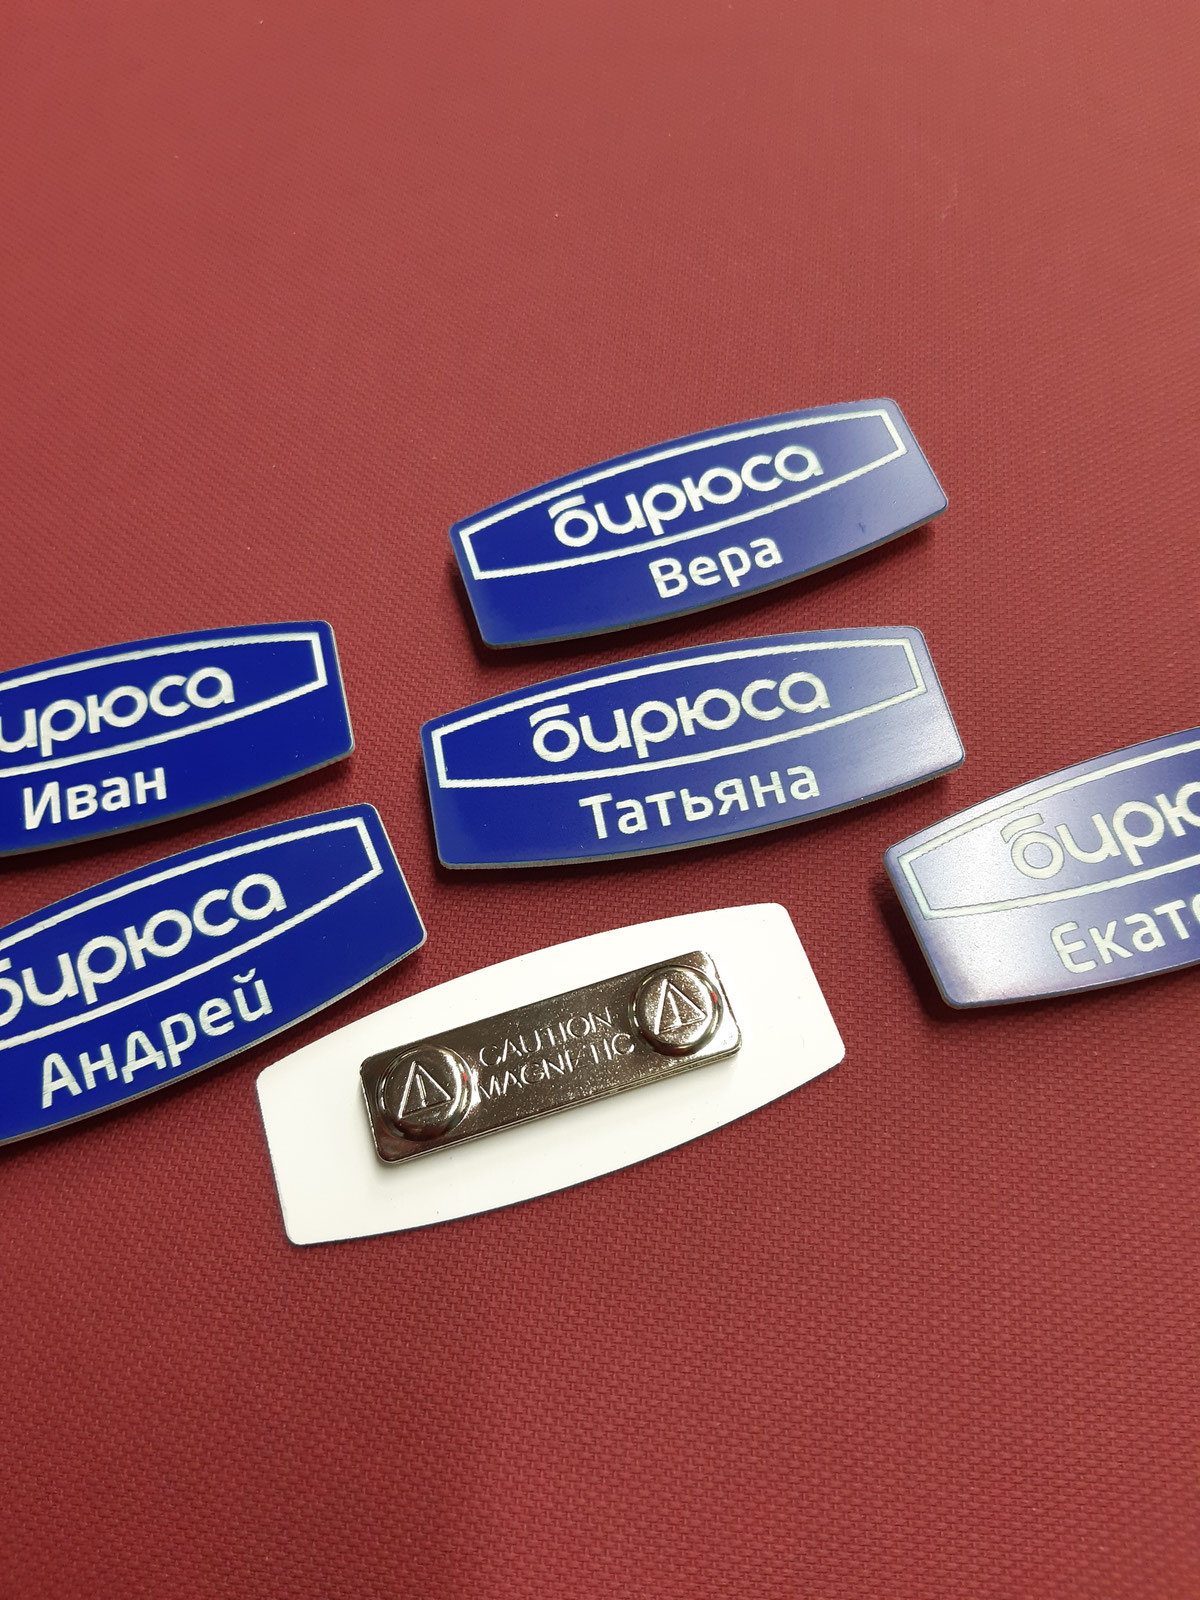 бирюса
Вера
бирюса
Иван
бирюса
Татьяна
бирюса
Андрей
CAUTION
MAGNETIC